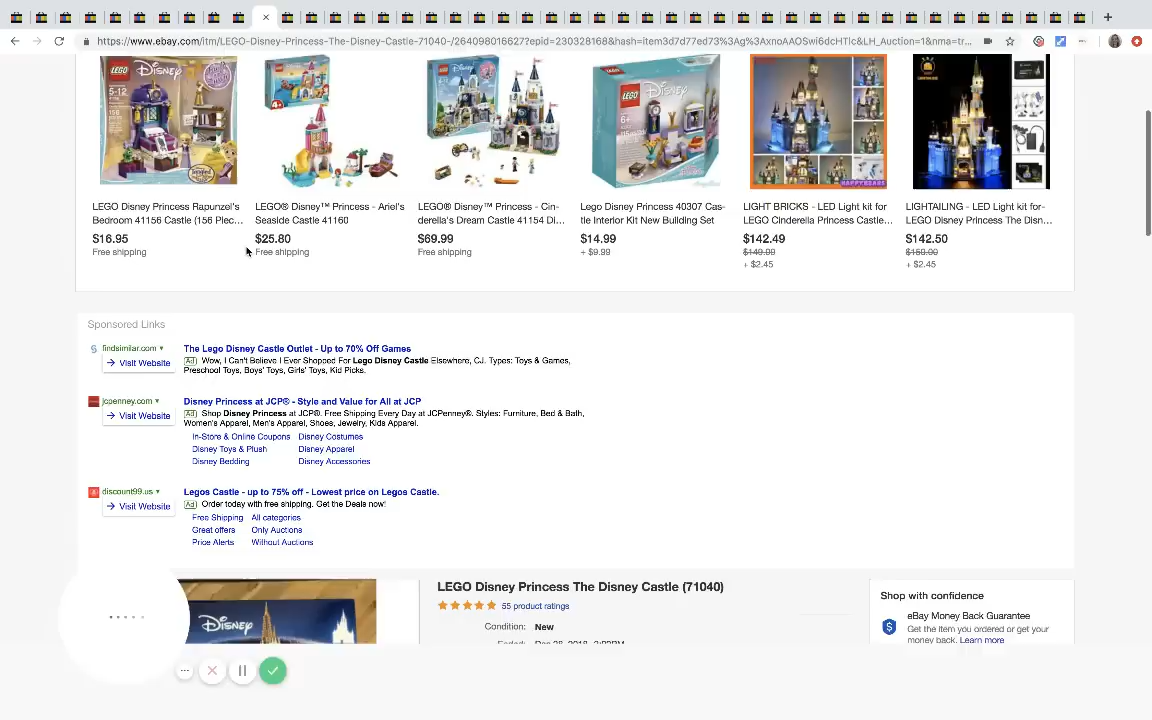 https://www.ebay.com/itm/LEGO-Disney-Princess-The-Disney-Castle-71040-/264098016627?epid=230328168&hash=item3d7d77ed73%3Ag%3AxnoAAOSwi6dcHTlc&LH_Auction=1&nma=tr...
LEGO Disney Princess Rapunzel's
Bedroom 41156 Castle (156 Piec...
$16.95
Free shipping
LEGO® Disney™ Princess - Ariel's
Seaside Castle 41160
$25.80
Free shipping
LEGO® Disney™ Princess - Cin-
derella's Dream Castle 41154 Di...
$69.99
Free shipping
Lego Disney Princess 40307 Cas-
tle Interior Kit New Building Set
$14.99
+ $9.99
LIGHT BRICKS - LED Light kit for
LEGO Cinderella Princess Castle...
$142.49
$149.99
+ $2.45
LIGHTAILING - LED Light kit for-
LEGO Disney Princess The Disn...
$142.50
$150.00
+ $2.45
Sponsored Links
findsimilar.com
Visit Website
The Lego Disney Castle Outlet - Up to 70% Off Games
Ad Wow, I Can't Believe I Ever Shopped For Lego Disney Castle Elsewhere, CJ. Types: Toys & Games,
Preschool Toys, Boys' Toys, Girls' Toys, Kid Picks.
jcpenney.com
Visit Website
Disney Princess at JCP® - Style and Value for All at JCP
Ad Shop Disney Princess at JCP®. Free Shipping Every Day at JCPenney®. Styles: Furniture, Bed & Bath,
Women's Apparel, Men's Apparel, Shoes, Jewelry, Kids Apparel.
In-Store & Online Coupons Disney Costumes
Disney Toys & Plush Disney Apparel
Disney Bedding Disney Accessories
discount99.us
Visit Website
Legos Castle - up to 75% off - Lowest price on Legos Castle.
Ad Order today with free shipping. Get the Deals now!
Free Shipping All categories
Great offers Only Auctions
Price Alerts Without Auctions
Disney
LEGO Disney Princess The Disney Castle (71040)
55 product ratings
Condition: New
Shop with confidence
eBay Money Back Guarantee
Get the item you ordered or get your
money back. Learn more